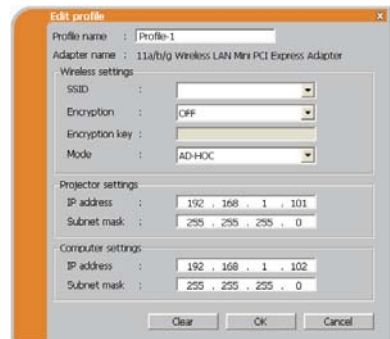 Edit profile x
Profile name : Profile-1
Adapter name : 11a/b/g Wireless LAN Mini PCI Express Adapter
Wireless settings
SSID :
Encryption : OFF
Encryption key :
Mode : AD-HOC
Projector settings
IP address : 192 . 168 . 1 . 101
Subnet mask : 255 . 255 . 255 . 0
Computer settings
IP address : 192 . 168 . 1 . 102
Subnet mask : 255 . 255 . 255 . 0
Clear OK Cancel